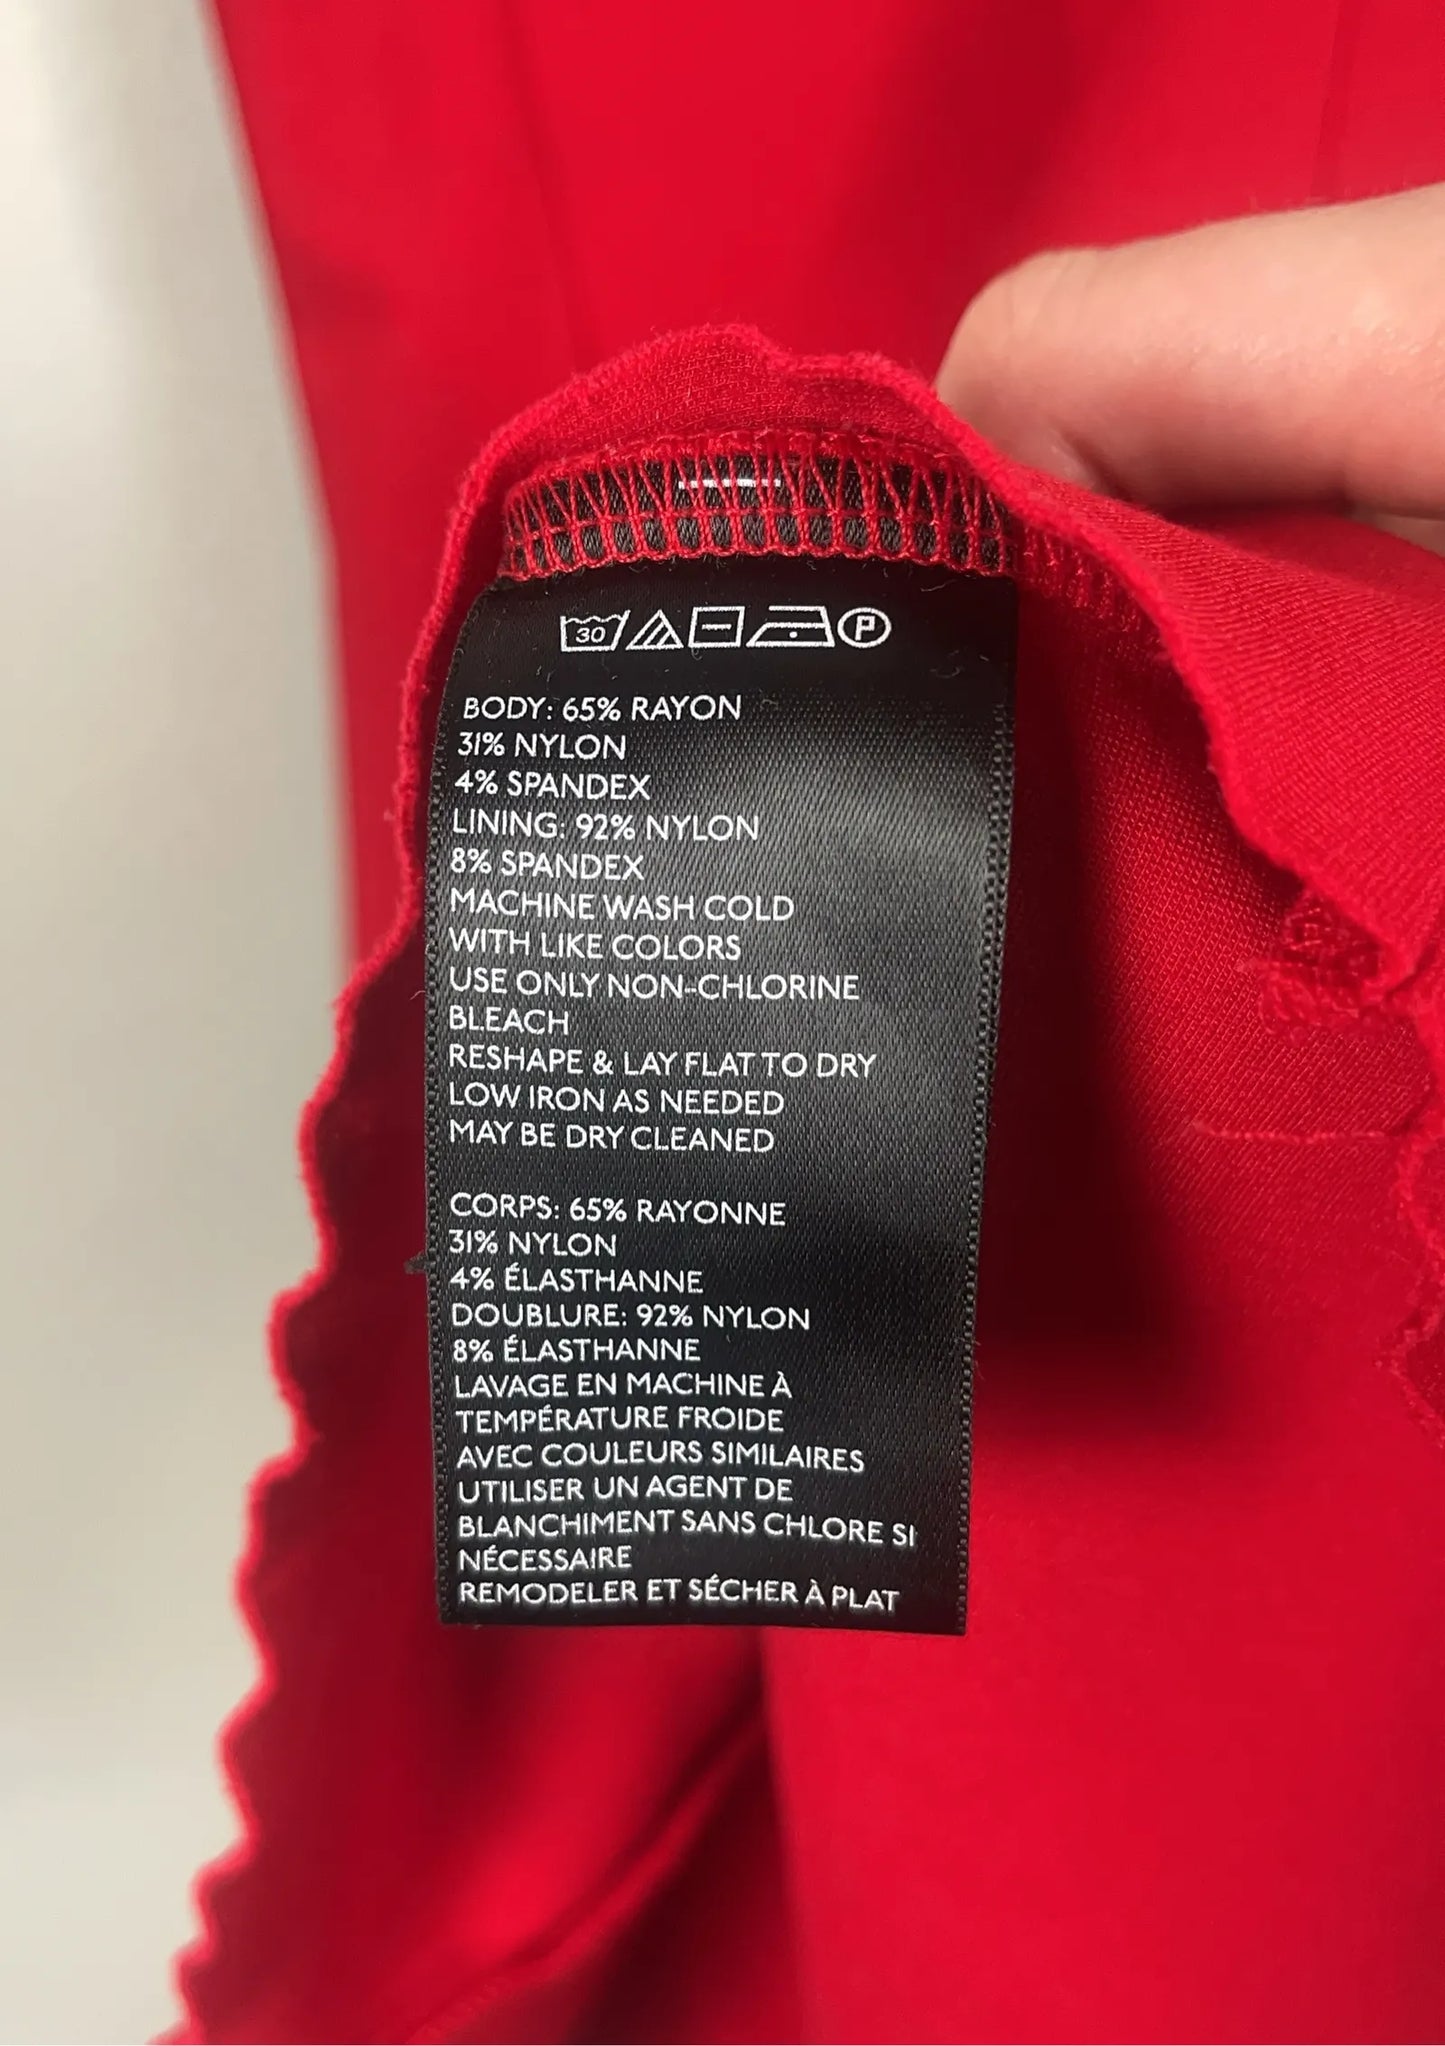 30 P
BODY: 65% RAYON
31% NYLON
4% SPANDEX
LINING: 92% NYLON
8% SPANDEX
MACHINE WASH COLD
WITH LIKE COLORS
USE ONLY NON-CHLORINE
BLEACH
RESHAPE & LAY FLAT TO DRY
LOW IRON AS NEEDED
MAY BE DRY CLEANED
CORPS: 65% RAYONNE
31% NYLON
4% ÉLASTHANNE
DOUBLURE: 92% NYLON
8% ÉLASTHANNE
LAVAGE EN MACHINE À
TEMPÉRATURE FROIDE
AVEC COULEURS SIMILAIRES
UTILISER UN AGENT DE
BLANCHIMENT SANS CHLORE SI
NÉCESSAIRE
REMODELER ET SÉCHER À PLAT